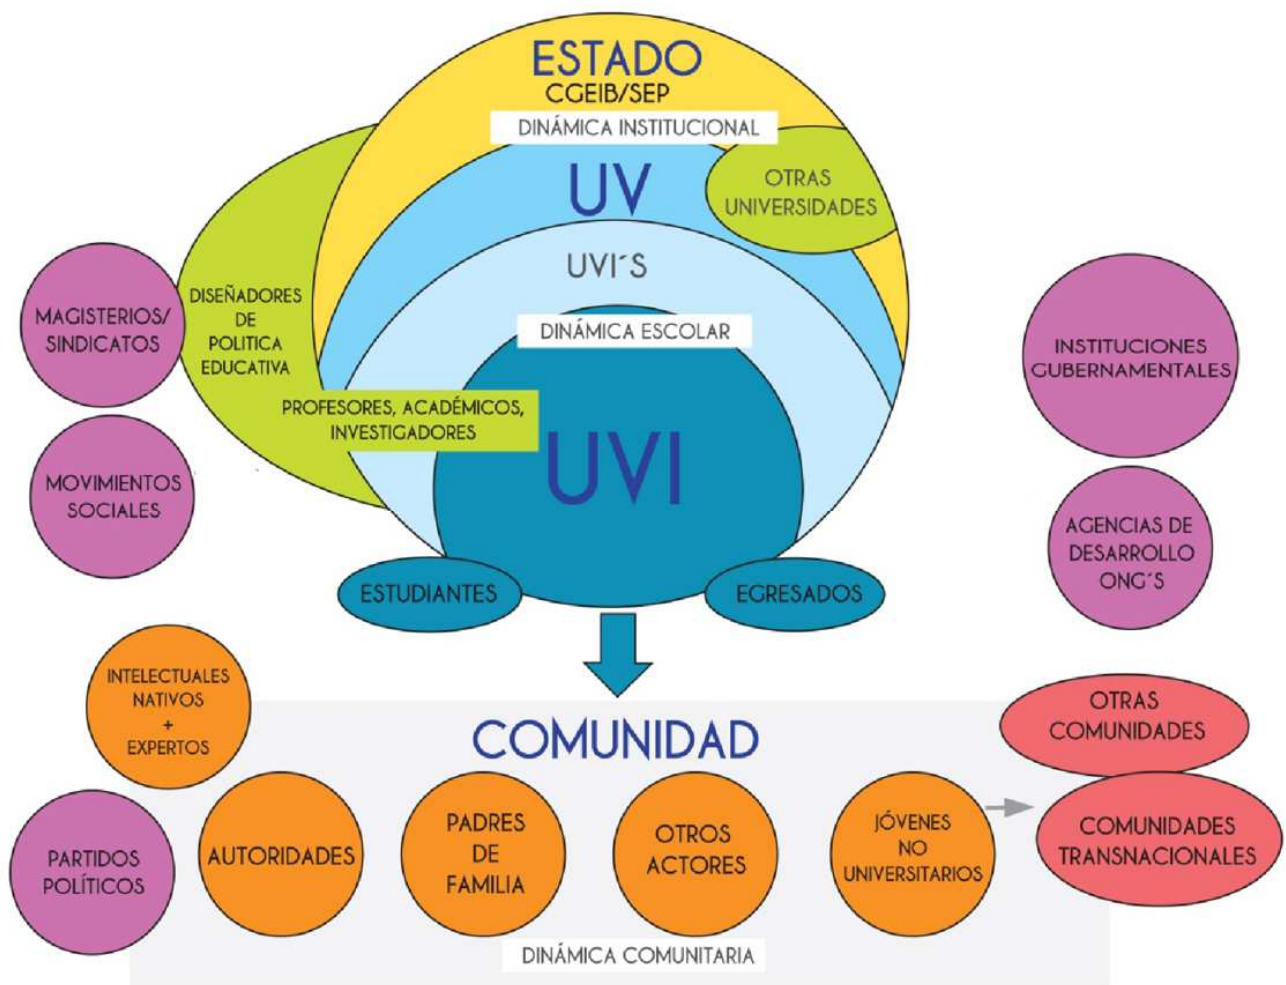 ESTADO
CGEIB/SEP
DINÁMICA INSTITUCIONAL
UV
OTRAS
UNIVERSIDADES
UVI´S
DISEÑADORES
DE
POLITICA
EDUCATIVA
MAGISTERIOS/
SINDICATOS
DINÁMICA ESCOLAR
INSTITUCIONES
GUBERNAMENTALES
PROFESORES, ACADÉMICOS,
INVESTIGADORES
UVI
MOVIMIENTOS
SOCIALES
AGENCIAS DE
DESARROLLO
ONG´S
ESTUDIANTES
EGRESADOS
INTELECTUALES
NATIVOS
+
EXPERTOS
COMUNIDAD
OTRAS
COMUNIDADES
PARTIDOS
POLÍTICOS
AUTORIDADES
PADRES
DE
FAMILIA
OTROS
ACTORES
JÓVENES
NO
UNIVERSITARIOS
COMUNIDADES
TRANSNACIONALES
DINÁMICA COMUNITARIA